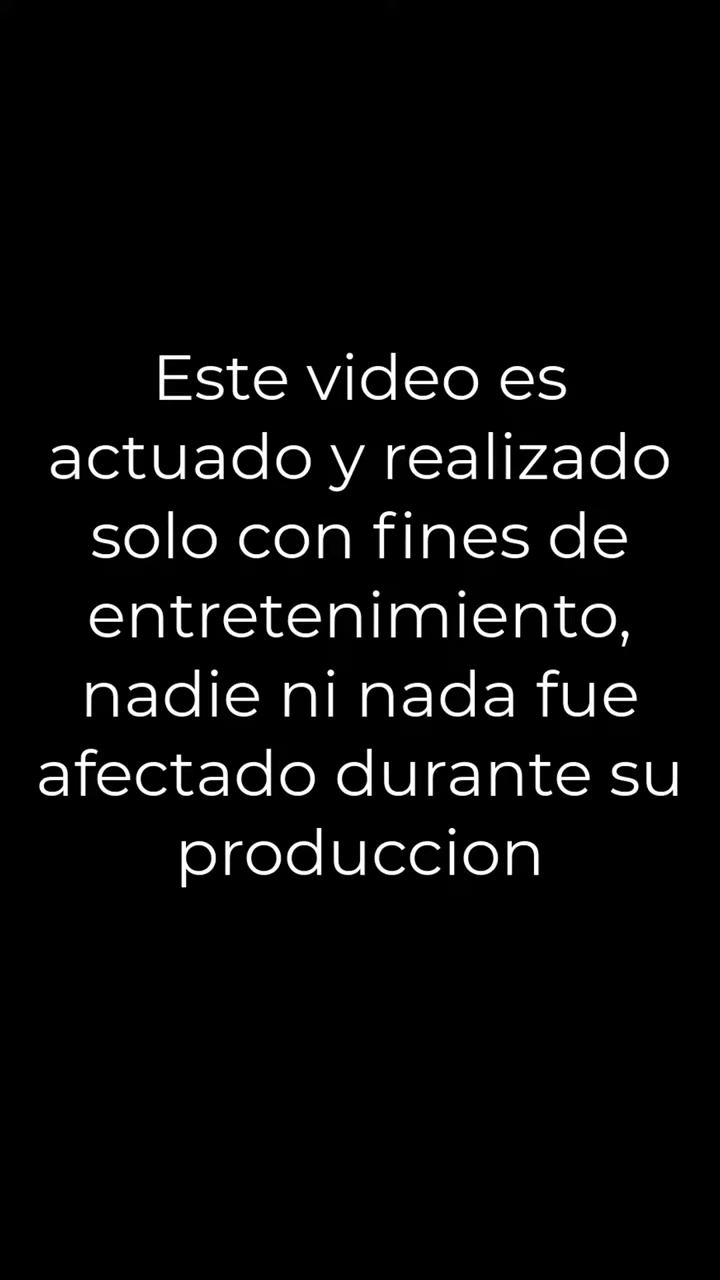 Este video es
actuado y realizado
solo con fines de
entretenimiento,
nadie ni nada fue
afectado durante su
produccion